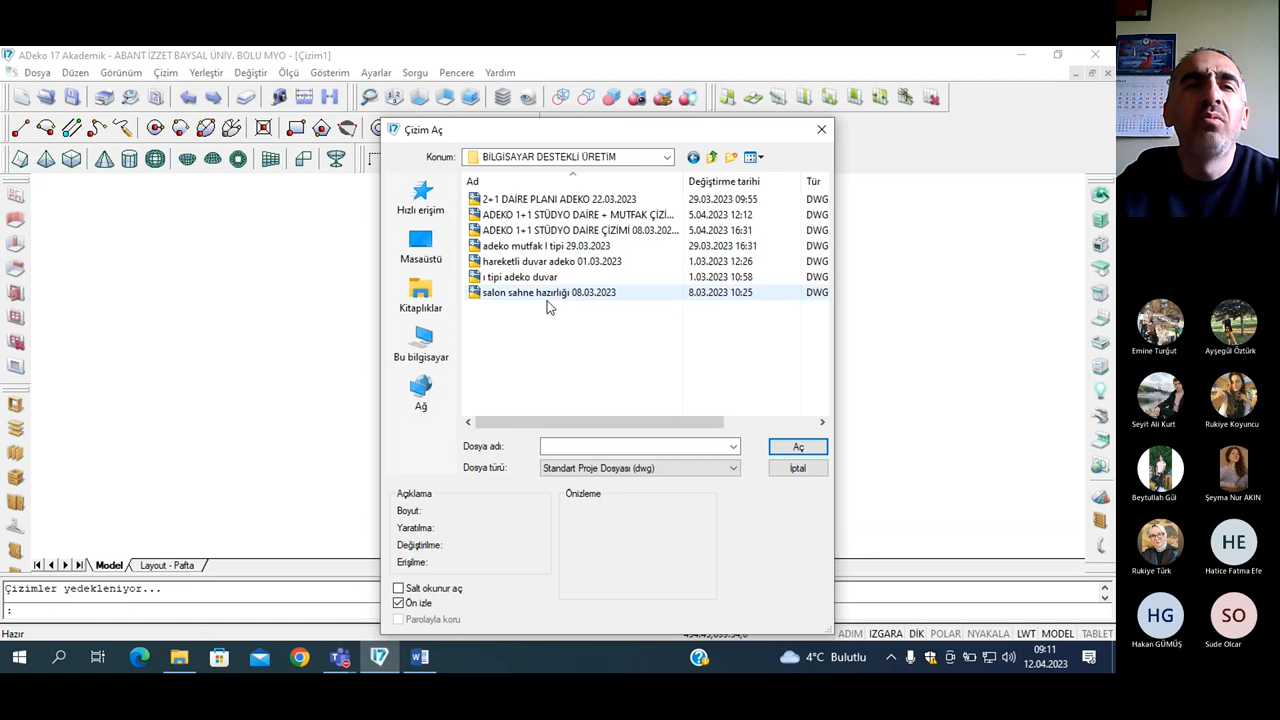 ADeko 17 Akademik - ABANT İZZET BAYSAL ÜNİV. BOLU MYO - [Çizim1]
Dosya Düzen Görünüm Çizim Yerleştir Değiştir Ölçü Gösterim Ayarlar Sorgu Pencere Yardım
Çizim Aç
Konum: BİLGİSAYAR DESTEKLİ ÜRETİM
Ad Değiştirme tarihi Tür
2+1 DAİRE PLANI ADEKO 22.03.2023 29.03.2023 09:55 DWG
ADEKO 1+1 STÜDYO DAİRE + MUTFAK ÇİZİ... 5.04.2023 12:12 DWG
ADEKO 1+1 STÜDYO DAİRE ÇİZİMİ 08.03.202... 5.04.2023 16:31 DWG
adeko mutfak l tipi 29.03.2023 29.03.2023 16:31 DWG
hareketli duvar adeko 01.03.2023 1.03.2023 12:26 DWG
ı tipi adeko duvar 1.03.2023 10:58 DWG
salon sahne hazırlığı 08.03.2023 8.03.2023 10:25 DWG
Hızlı erişim
Masaüstü
Kitaplıklar
Bu bilgisayar
Ağ
Dosya adı: Aç
Dosya türü: Standart Proje Dosyası (dwg) İptal
Açıklama Önizleme
Boyut:
Yaratılma:
Değiştirilme:
Erişilme:
Salt okunur aç
Ön izle
Parolayla koru
Model Layout - Pafta
Çizimler yedekleniyor...
:
Hazır ADIM IZGARA DİK POLAR NYAKALA LWT MODEL TABLET
4°C Bulutlu 09:11
12.04.2023
Emine Turğut Ayşegül Öztürk
Seyit Ali Kurt Rukiye Koyuncu
Beytullah Gül Şeyma Nur AKIN
HE
Rukiye Türk Hatice Fatma Efe
HG SO
Hakan GÜMÜŞ Sude Olcar